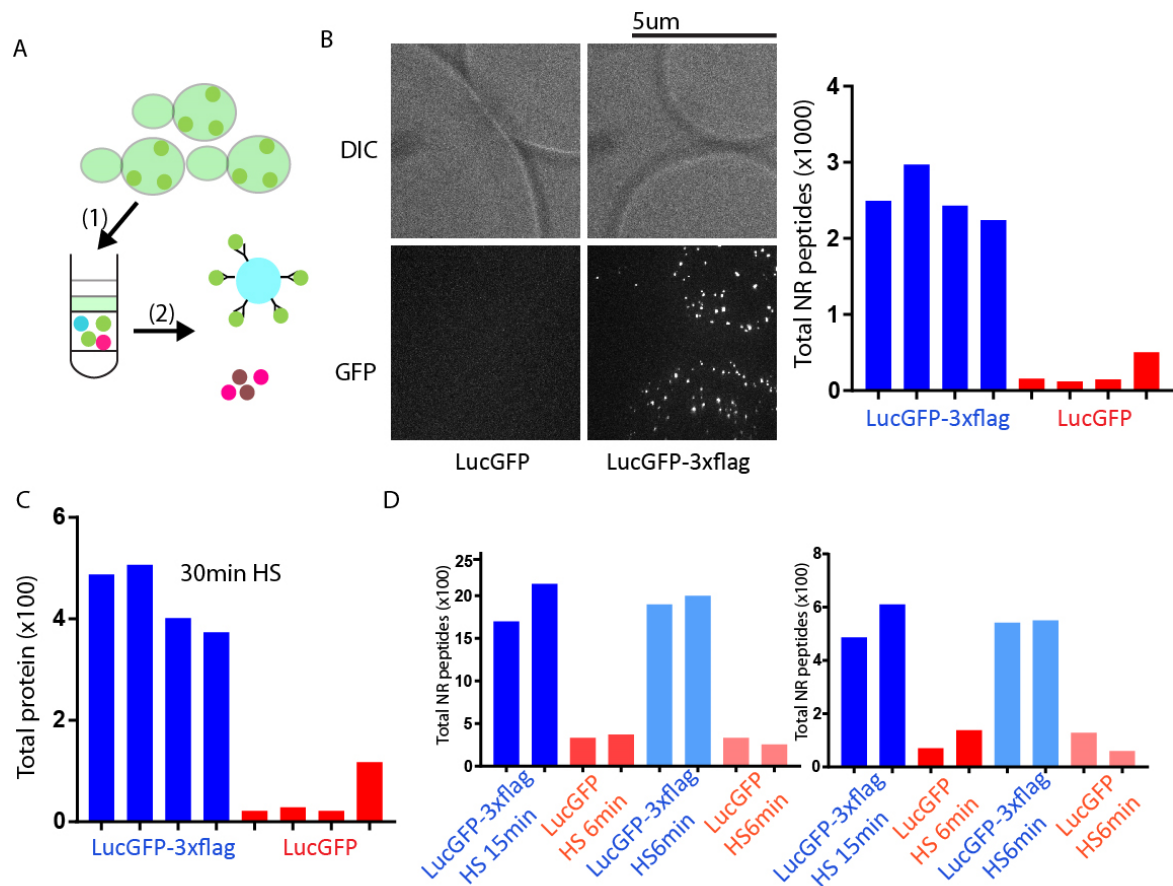 A
(1)
(2)
B
5um
DIC
GFP
LucGFP
LucGFP-3xflag
Total NR peptides (x1000)
4
3
2
1
0
LucGFP-3xflag
LucGFP
C
Total protein (x100)
6
4
2
0
30min HS
LucGFP-3xflag
LucGFP
D
Total NR peptides (x100)
25
20
15
10
5
0
LucGFP-3xflag
HS 15min
LucGFP
HS 6min
LucGFP-3xflag
HS6min
LucGFP
HS6min
Total NR peptides (x100)
8
6
4
2
0
LucGFP-3xflag
HS 15min
LucGFP
HS 6min
LucGFP-3xflag
HS6min
LucGFP
HS6min